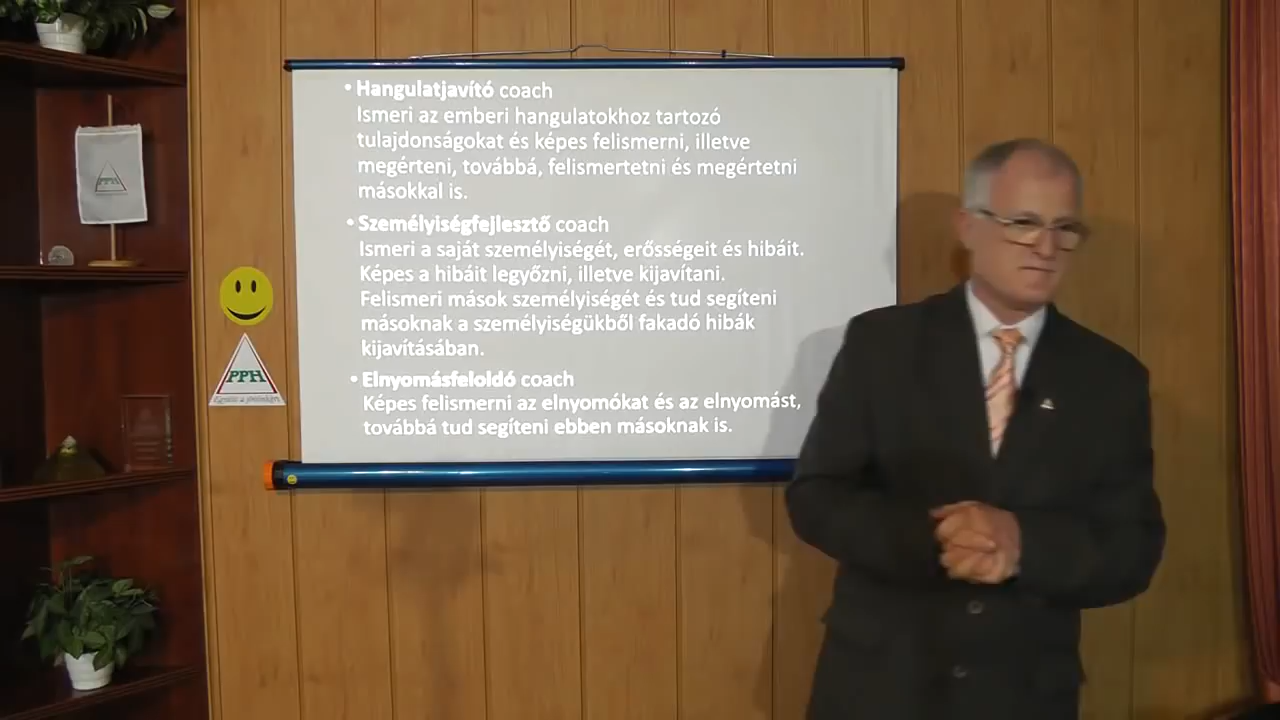 • Hangulatjavító coach
Ismeri az emberi hangulatokhoz tartozó
tulajdonságokat és képes felismerni, illetve
megérteni, továbbá, felismertetni és megértetni
másokkal is.
• Személyiségfejlesztő coach
Ismeri a saját személyiségét, erősségeit és hibáit.
Képes a hibáit legyőzni, illetve kijavítani.
Felismeri mások személyiségét és tud segíteni
másoknak a személyiségükből fakadó hibák
kijavításában.
• Elnyomásfeloldó coach
Képes felismerni az elnyomókat és az elnyomást,
továbbá tud segíteni ebben másoknak is.
PPH
PPH